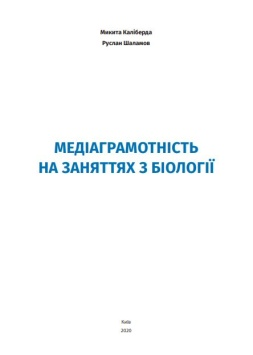 Микита Каліберда
Руслан Шаламов
МЕДІАГРАМОТНІСТЬ
НА ЗАНЯТТЯХ З БІОЛОГІЇ
Київ
2020